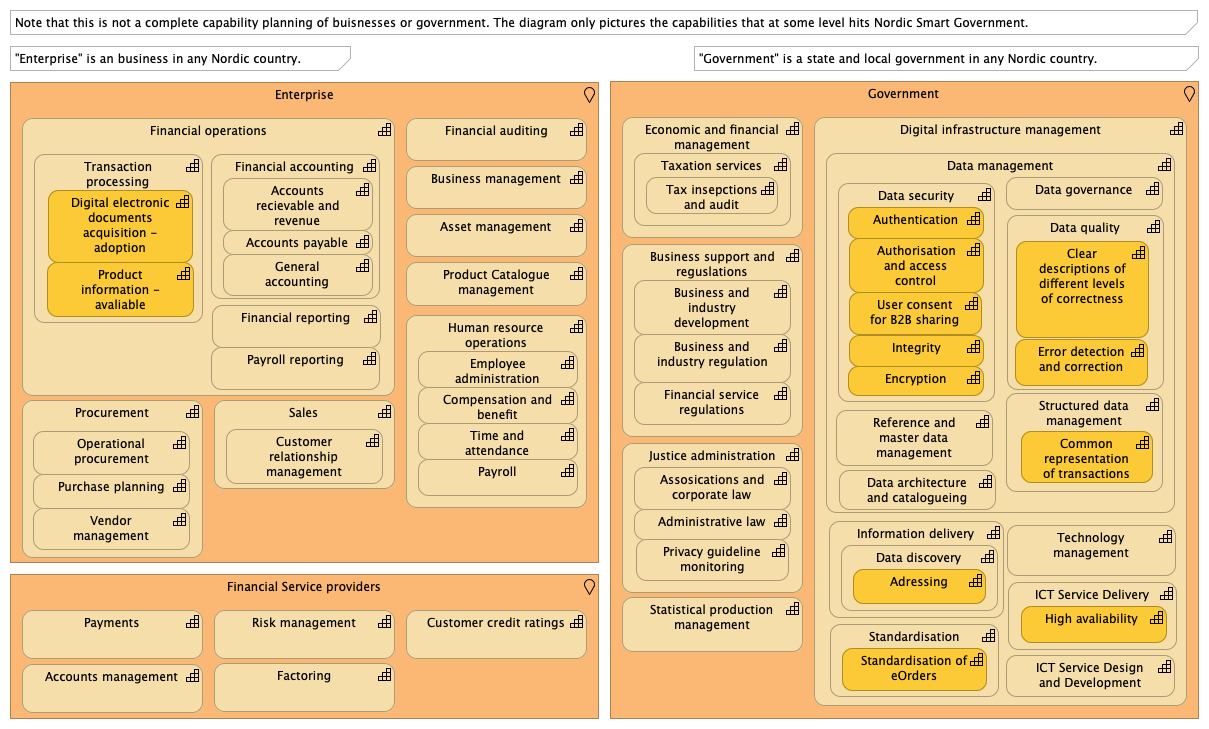 Note that this is not a complete capability planning of buisnesses or government. The diagram only pictures the capabilities that at some level hits Nordic Smart Government.
"Enterprise" is an business in any Nordic country.
"Government" is a state and local government in any Nordic country.
Enterprise
Financial operations
Transaction
processing
Digital electronic
documents
acquisition –
adoption
Product
information –
avaliable
Financial accounting
Accounts
recievable and
revenue
Accounts payable
General
accounting
Financial reporting
Payroll reporting
Financial auditing
Business management
Asset management
Product Catalogue
management
Human resource
operations
Employee
administration
Compensation and
benefit
Time and
attendance
Payroll
Procurement
Operational
procurement
Purchase planning
Vendor
management
Sales
Customer
relationship
management
Financial Service providers
Payments
Risk management
Customer credit ratings
Accounts management
Factoring
Government
Economic and financial
management
Taxation services
Tax insepctions
and audit
Business support and
reguslations
Business and
industry
development
Business and
industry regulation
Financial service
regulations
Justice administration
Assosications and
corporate law
Administrative law
Privacy guideline
monitoring
Statistical production
management
Digital infrastructure management
Data management
Data security
Authentication
Authorisation
and access
control
User consent
for B2B sharing
Integrity
Encryption
Data governance
Data quality
Clear
descriptions of
different levels
of correctness
Error detection
and correction
Reference and
master data
management
Data architecture
and catalogueing
Structured data
management
Common
representation
of transactions
Information delivery
Data discovery
Adressing
Technology
management
ICT Service Delivery
High avaliability
Standardisation
Standardisation of
eOrders
ICT Service Design
and Development